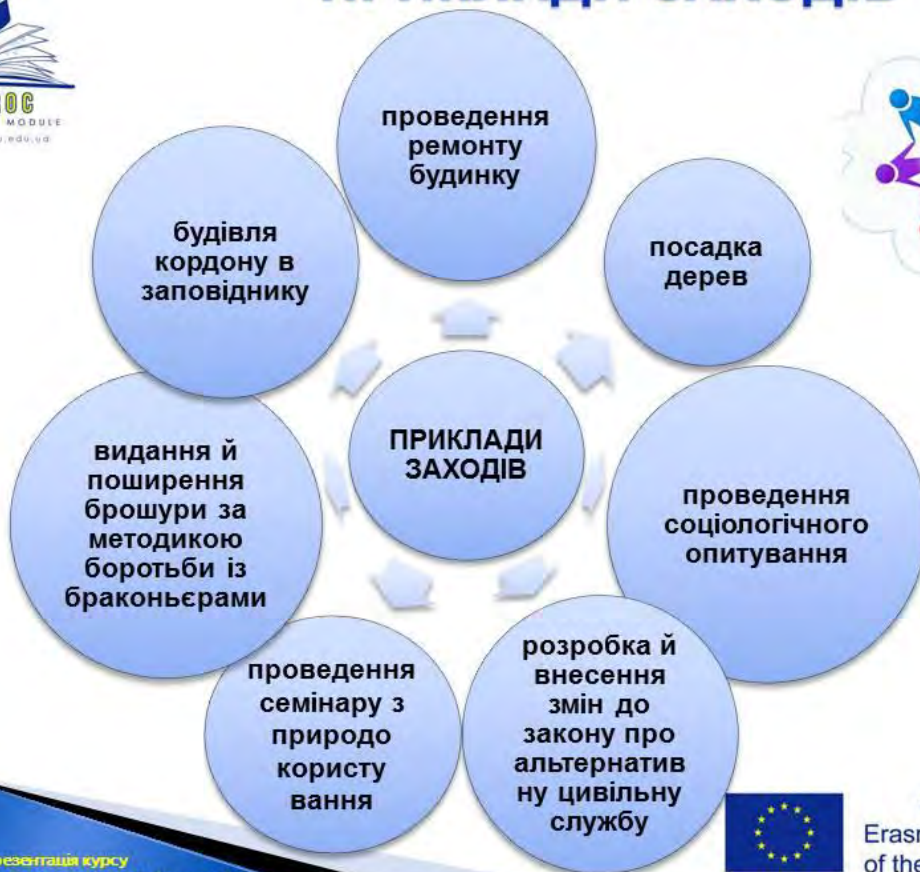 MODULE
проведення
ремонту
будинку
будівля
кордону в
заповіднику
посадка
дерев
ПРИКЛАДИ
ЗАХОДІВ
видання й
поширення
брошури за
методикою
боротьби із
браконьєрами
проведення
соціологічного
опитування
проведення
семінару з
природо
користу
вання
розробка й
внесення
змін до
закону про
альтернатив
ну цивільну
службу
курсу
of the